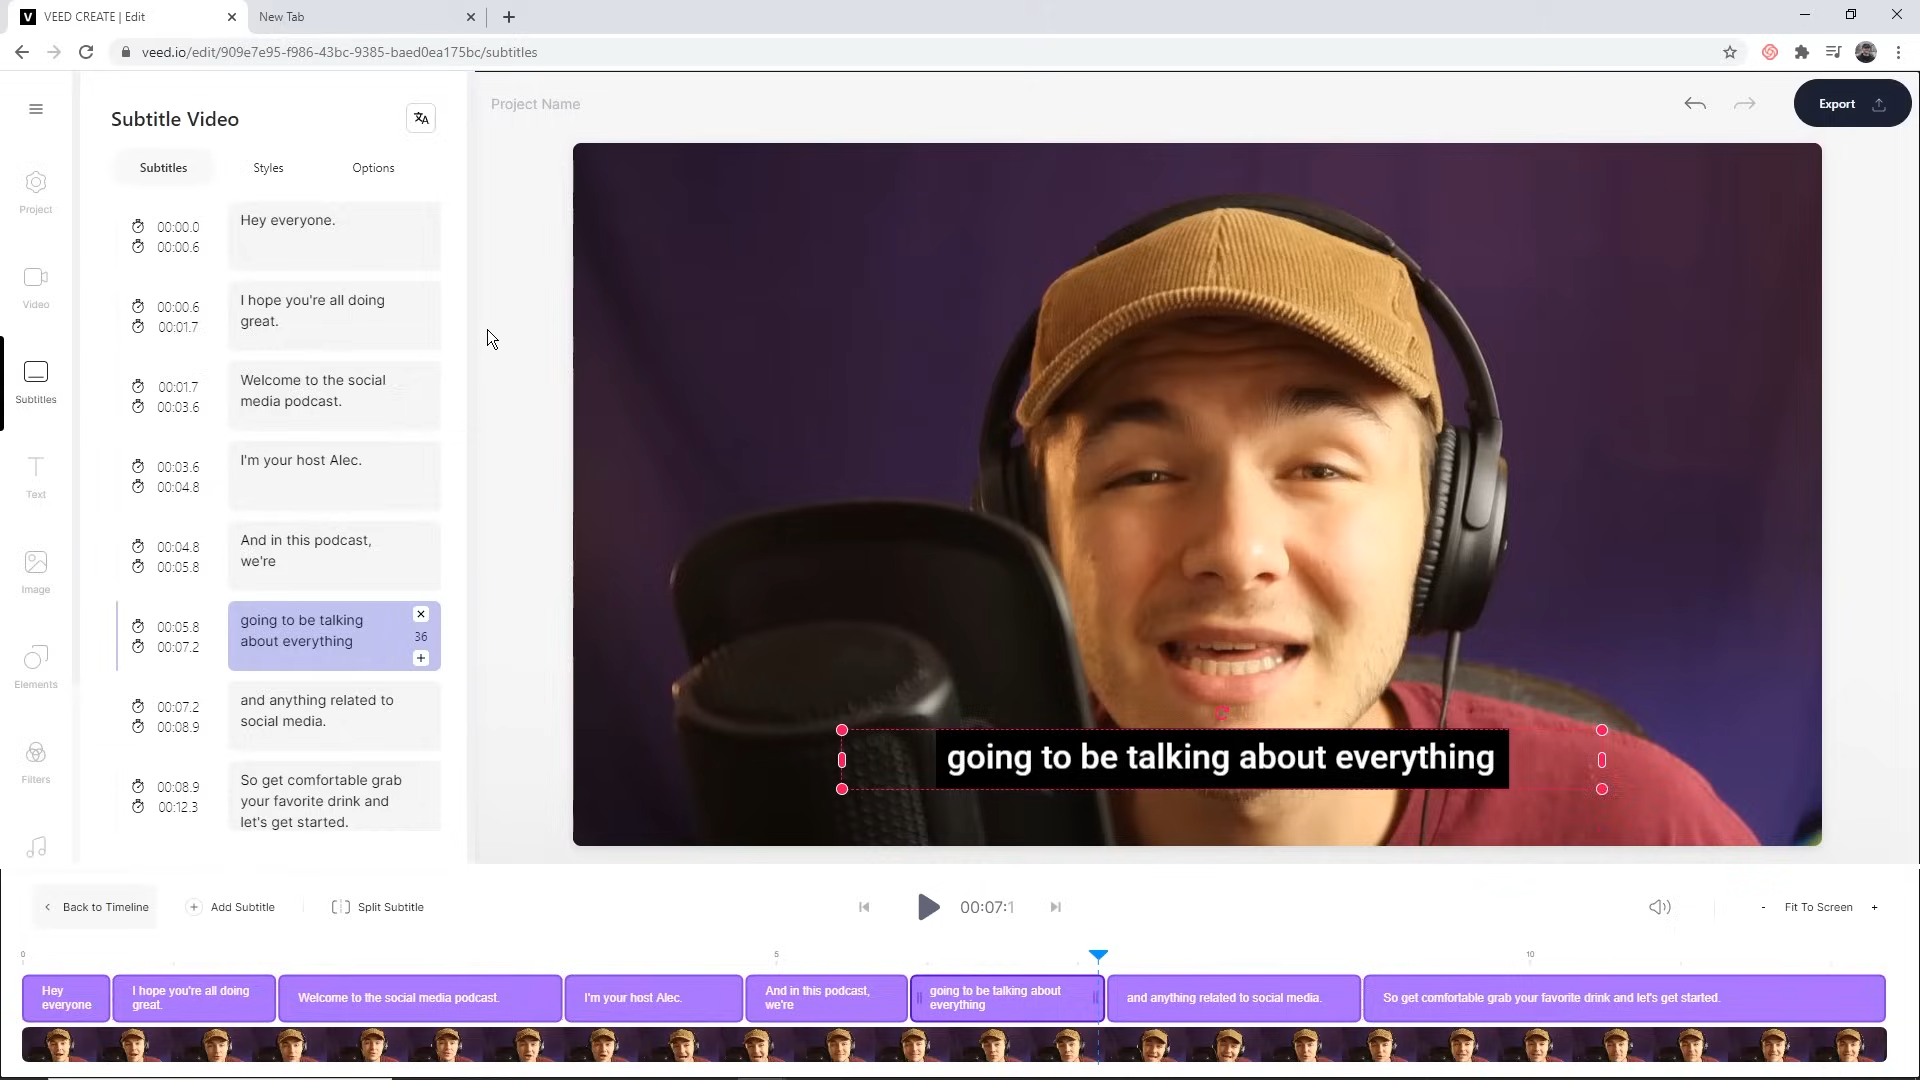 VEED CREATE | Edit
New Tab
veed.io/edit/909e7e95-f986-43bc-9385-baed0ea175bc/subtitles
Subtitle Video
Subtitles
Styles
Options
Project
Video
Subtitles
Text
Image
Elements
Filters
00:00.0
00:00.6
Hey everyone.
00:00.6
00:01.7
I hope you're all doing
great.
00:01.7
00:03.6
Welcome to the social
media podcast.
00:03.6
00:04.8
I'm your host Alec.
00:04.8
00:05.8
And in this podcast,
we're
00:05.8
00:07.2
going to be talking
about everything
36
00:07.2
00:08.9
and anything related to
social media.
00:08.9
00:12.3
So get comfortable grab
your favorite drink and
let's get started.
Project Name
Export
going to be talking about everything
Back to Timeline
Add Subtitle
Split Subtitle
00:07:1
- Fit To Screen +
0
5
10
Hey
everyone
I hope you're all doing
great.
Welcome to the social media podcast.
I'm your host Alec.
And in this podcast,
we're
going to be talking about
everything
and anything related to social media.
So get comfortable grab your favorite drink and let's get started.